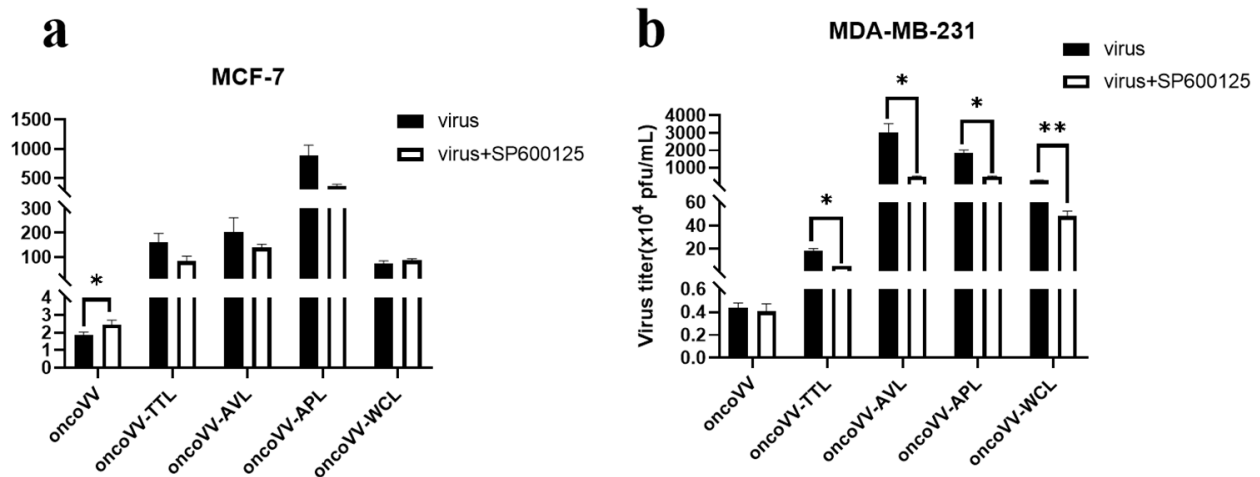 a
MCF-7
virus
virus+SP600125
1500
1000
500
300
200
100
4
3
2
1
0
*
oncoVV
oncoVV-TTL
oncoVV-AVL
oncoVV-APL
oncoVV-WCL
b
MDA-MB-231
virus
virus+SP600125
Virus titer(x10⁴ pfu/mL)
4000
3000
2000
1000
60
40
20
0.6
0.4
0.2
0.0
*
*
*
**
oncoVV
oncoVV-TTL
oncoVV-AVL
oncoVV-APL
oncoVV-WCL